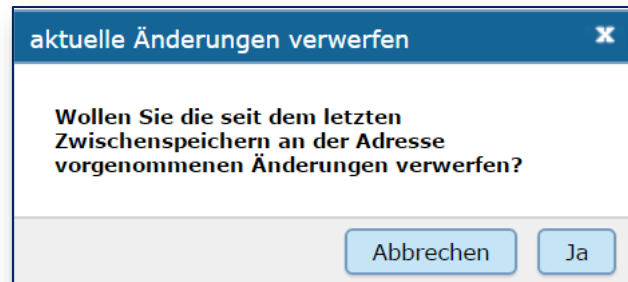 aktuelle Änderungen verwerfen x
Wollen Sie die seit dem letzten
Zwischenspeichern an der Adresse
vorgenommenen Änderungen verwerfen?
Abbrechen Ja